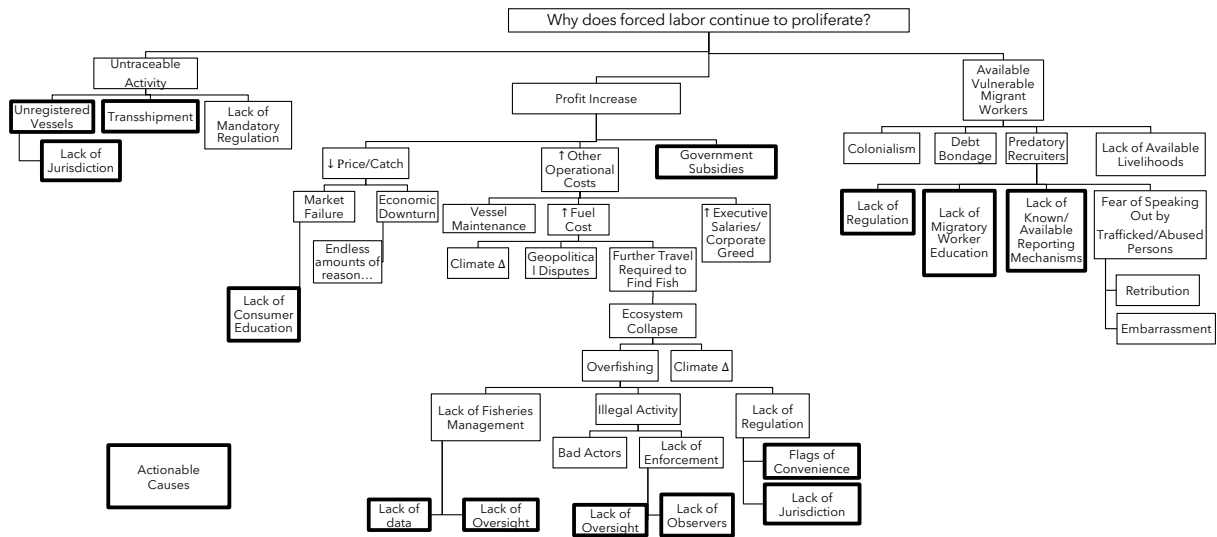 Why does forced labor continue to proliferate?
Untraceable
Activity
Unregistered
Vessels
Transshipment
Lack of
Mandatory
Regulation
Lack of
Jurisdiction
Profit Increase
↓ Price/Catch
↑ Other
Operational
Costs
Government
Subsidies
Market
Failure
Economic
Downturn
Endless
amounts of
reason…
Lack of
Consumer
Education
Vessel
Maintenance
↑ Fuel
Cost
↑ Executive
Salaries/
Corporate
Greed
Climate Δ
Geopolitica
l Disputes
Further Travel
Required to
Find Fish
Ecosystem
Collapse
Overfishing
Climate Δ
Lack of Fisheries
Management
Illegal Activity
Lack of
Regulation
Bad Actors
Lack of
Enforcement
Flags of
Convenience
Lack of
Jurisdiction
Lack of
data
Lack of
Oversight
Lack of
Oversight
Lack of
Observers
Available
Vulnerable
Migrant
Workers
Colonialism
Debt
Bondage
Predatory
Recruiters
Lack of Available
Livelihoods
Lack of
Regulation
Lack of
Migratory
Worker
Education
Lack of
Known/
Available
Reporting
Mechanisms
Fear of Speaking
Out by
Trafficked/Abused
Persons
Retribution
Embarrassment
Actionable
Causes